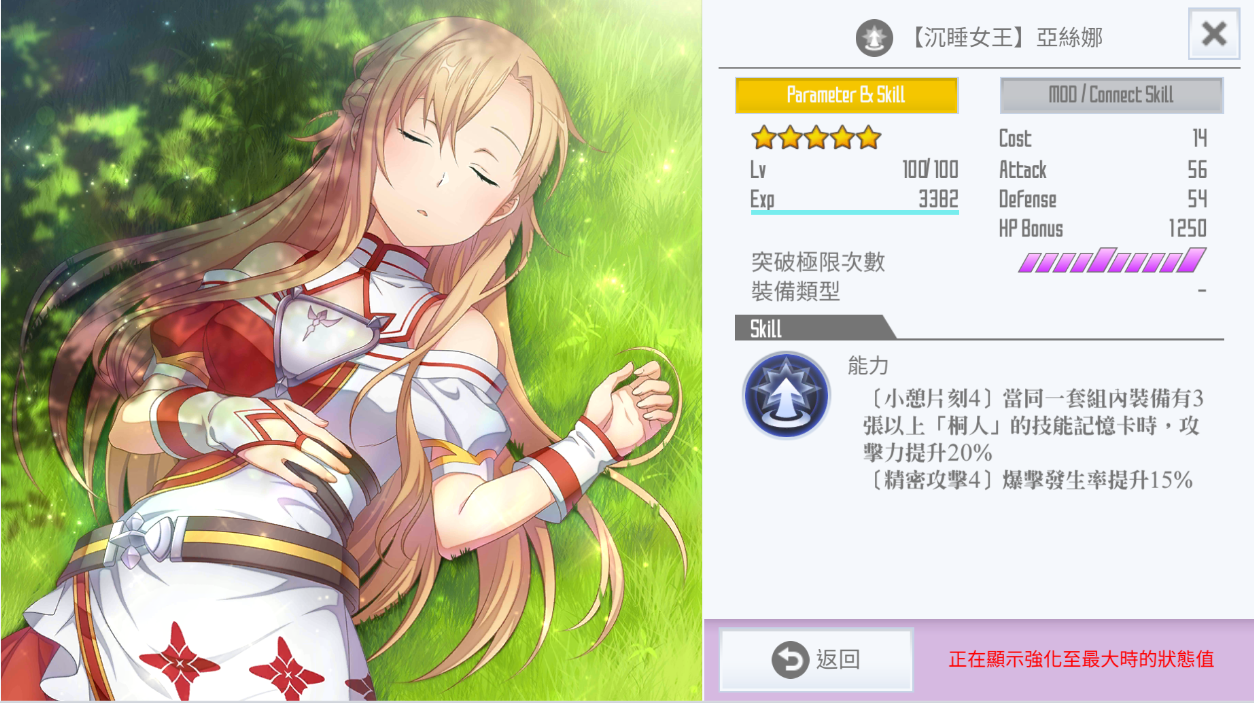 【沉睡女王】亞絲娜
Parameter & Skill
MOD / Connect Skill
Lv 100/100
Exp 3382
Cost 14
Attack 56
Defense 54
HP Bonus 1250
突破極限次數
裝備類型 -
Skill
能力
〔小憩片刻4〕當同一套組內裝備有3
張以上「桐人」的技能記憶卡時，攻
擊力提升20%
〔精密攻擊4〕爆擊發生率提升15%
返回
正在顯示強化至最大時的狀態值